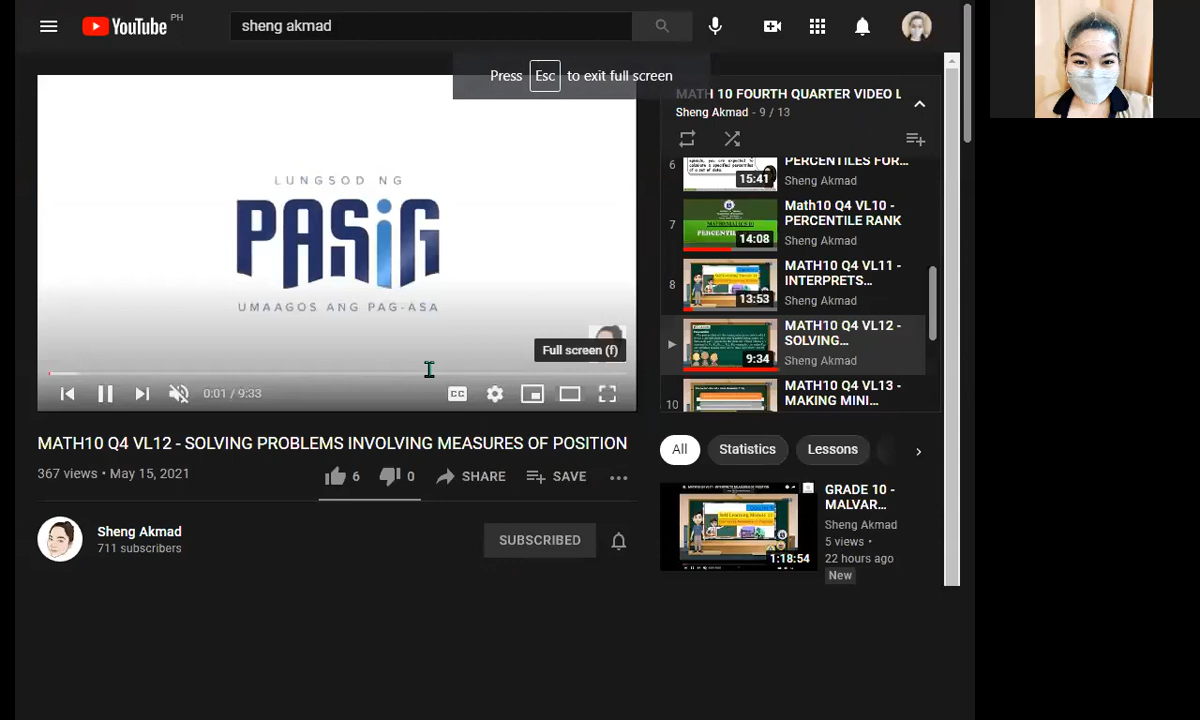 YouTube PH
sheng akmad
Press Esc to exit full screen
LUNGSOD NG
PASiG
UMAAGOS ANG PAG-ASA
Full screen (f)
CC
0:01 / 9:33
MATH10 Q4 VL12 - SOLVING PROBLEMS INVOLVING MEASURES OF POSITION
367 views • May 15, 2021
6
0
SHARE
SAVE
Sheng Akmad
711 subscribers
SUBSCRIBED
MATH 10 FOURTH QUARTER VIDEO L
Sheng Akmad - 9 / 13
6
15:41
PERCENTILES FOR...
Sheng Akmad
7
14:08
Math10 Q4 VL10 -
PERCENTILE RANK
Sheng Akmad
8
13:53
MATH10 Q4 VL11 -
INTERPRETS...
Sheng Akmad
9:34
MATH10 Q4 VL12 -
SOLVING...
Sheng Akmad
10
MATH10 Q4 VL13 -
MAKING MINI...
All
Statistics
Lessons
1:18:54
GRADE 10 -
MALVAR...
Sheng Akmad
5 views •
22 hours ago
New